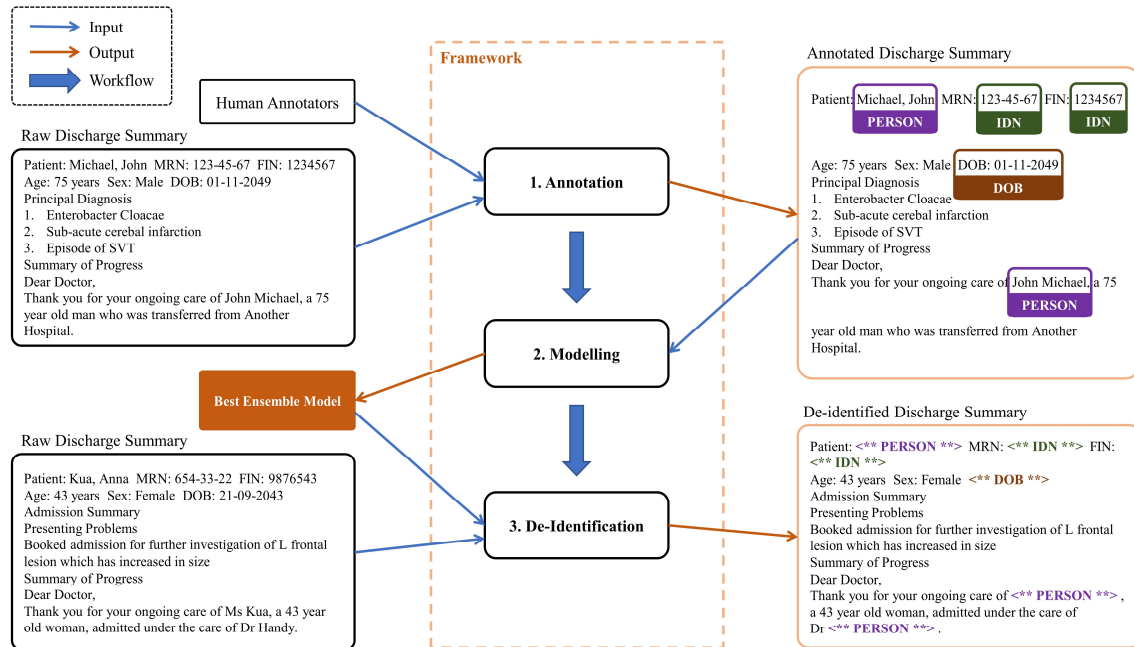 Input
Output
Workflow
Framework
Human Annotators
Raw Discharge Summary
Patient: Michael, John MRN: 123-45-67 FIN: 1234567
Age: 75 years Sex: Male DOB: 01-11-2049
Principal Diagnosis
1. Enterobacter Cloacae
2. Sub-acute cerebral infarction
3. Episode of SVT
Summary of Progress
Dear Doctor,
Thank you for your ongoing care of John Michael, a 75
year old man who was transferred from Another
Hospital.
1. Annotation
2. Modelling
3. De-Identification
Best Ensemble Model
Raw Discharge Summary
Patient: Kua, Anna MRN: 654-33-22 FIN: 9876543
Age: 43 years Sex: Female DOB: 21-09-2043
Admission Summary
Presenting Problems
Booked admission for further investigation of L frontal
lesion which has increased in size
Summary of Progress
Dear Doctor,
Thank you for your ongoing care of Ms Kua, a 43 year
old woman, admitted under the care of Dr Handy.
Annotated Discharge Summary
Patient: Michael, John MRN: 123-45-67 FIN: 1234567
PERSON IDN IDN
Age: 75 years Sex: Male DOB: 01-11-2049
DOB
Principal Diagnosis
1. Enterobacter Cloacae
2. Sub-acute cerebral infarction
3. Episode of SVT
Summary of Progress
Dear Doctor,
Thank you for your ongoing care of John Michael, a 75
PERSON
year old man who was transferred from Another
Hospital.
De-identified Discharge Summary
Patient: <** PERSON **> MRN: <** IDN **> FIN:
<** IDN **>
Age: 43 years Sex: Female <** DOB **>
Admission Summary
Presenting Problems
Booked admission for further investigation of L frontal
lesion which has increased in size
Summary of Progress
Dear Doctor,
Thank you for your ongoing care of <** PERSON **> ,
a 43 year old woman, admitted under the care of
Dr <** PERSON **> .